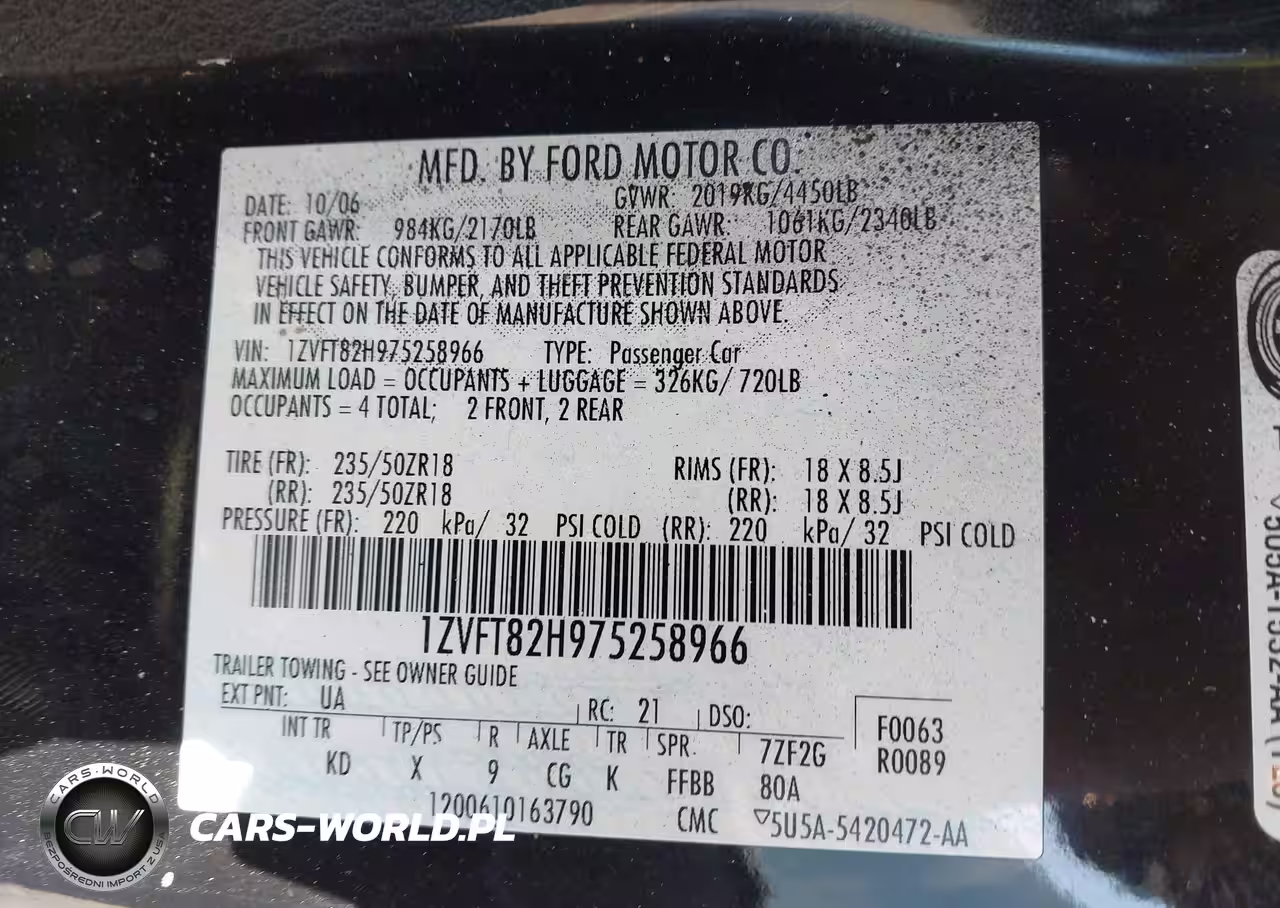 MFD. BY FORD MOTOR CO.
DATE: 10/06 GVWR: 2019KG/4450LB
FRONT GAWR: 984KG/2170LB REAR GAWR: 1061KG/2340LB
THIS VEHICLE CONFORMS TO ALL APPLICABLE FEDERAL MOTOR
VEHICLE SAFETY, BUMPER, AND THEFT PREVENTION STANDARDS
IN EFFECT ON THE DATE OF MANUFACTURE SHOWN ABOVE.
VIN: 1ZVFT82H975258966 TYPE: Passenger Car
MAXIMUM LOAD = OCCUPANTS + LUGGAGE = 326KG/ 720LB
OCCUPANTS = 4 TOTAL; 2 FRONT, 2 REAR
TIRE (FR): 235/50ZR18 RIMS (FR): 18 X 8.5J
(RR): 235/50ZR18 (RR): 18 X 8.5J
PRESSURE (FR): 220 kPa/ 32 PSI COLD (RR): 220 kPa/ 32 PSI COLD
1ZVFT82H975258966
TRAILER TOWING - SEE OWNER GUIDE
EXT PNT: UA RC: 21 DSO: F0063
INT TR TP/PS R AXLE TR SPR. 7ZF2G R0089
KD X 9 CG K FFBB 80A
1200610163790 CMC 5U5A-5420472-AA
CARS-WORLD
CW
BEZPOŚREDNI IMPORT Z USA
CARS-WORLD.PL